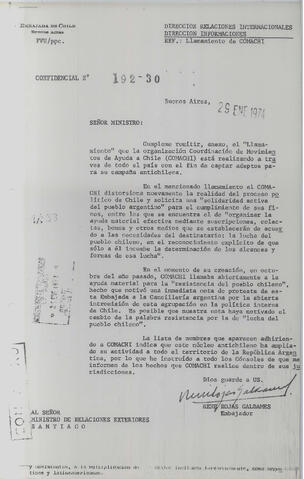 EMBAJADA DE CHILE
Buenos Aires
DIRECCION RELACIONES INTERNACIONALES
DIRECCION INFORMACIONES
REF.: Llamamiento de COMACHI
CONFIDENCIAL N° 192-30
Buenos Aires, 29 ENE 1974
SEÑOR MINISTRO:
Cumpleme remitir, anexo, el "Llama-
miento" que la organización Coordinación de Movimien
tos de Ayuda a Chile (COMACHI) está realizando a tra
vés de todo el país con el fin de captar adeptos para
su campaña antichilena.
En el mencionado llamamiento el COMA-
CHI distorsiona nuevamente la realidad del proceso po
lítico de Chile y solicita una "solidaridad activa
del pueblo argentino" para el cumplimiento de sus fi
nes, entre los que se encuentra el de "organizar la
ayuda material efectiva mediante suscripciones, colec-
tas, bonos y otros medios que se establecerán de acuer
do a las necesidades del destinatario: la lucha del
pueblo chileno, en el reconocimiento explícito de que
sólo a él incumbe la determinación de los alcances y
formas de esa lucha".
En el momento de su creación, en octu-
bre del año pasado, COMACHI llamaba abiertamente a la
ayuda material para la "resistencia del pueblo chileno",
hecho que motivó una inmediata nota de protesta de es-
ta Embajada a la Cancillería argentina por la abierta
intromisión de esta agrupación en la política interna
de Chile. Es posible que nuestra nota haya motivado el
cambio de la palabra resistencia por la de "lucha del
pueblo chileno".
La lista de nombres que aparecen adhirien-
do a COMACHI indica que este núcleo antichileno ha amplia-
do su actividad a todo el territorio de la República Argen
tina, por lo que he instruido a todos los Cónsules de que me
informen de los hechos que COMACHI realice dentro de sus ju
risdicciones.
Dios guarde a US.
RENE ROJAS GALDAMES
Embajador
AL SEÑOR
MINISTRO DE RELACIONES EXTERIORES
SANTIAGO